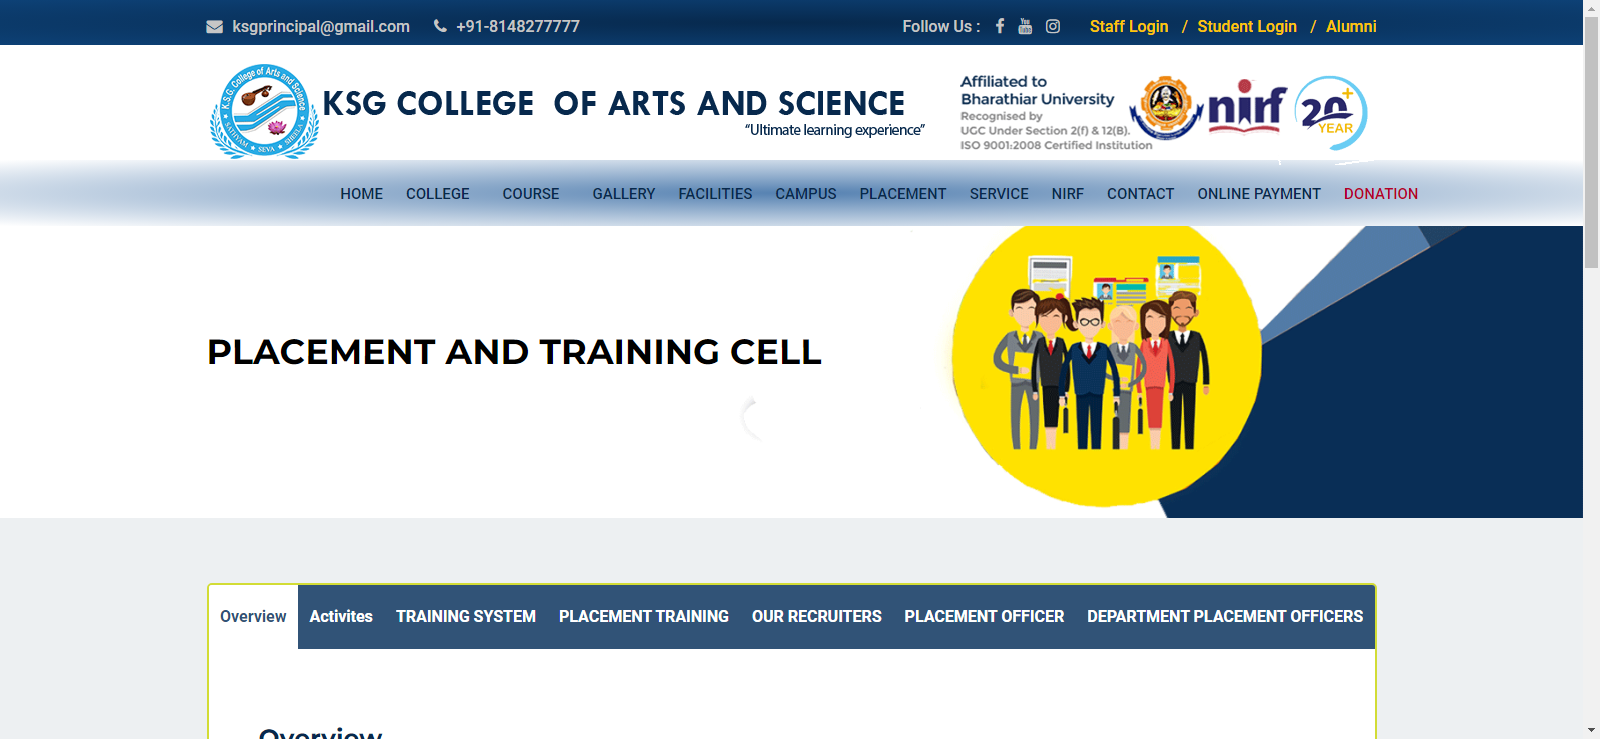 ksgprincipal@gmail.com +91-8148277777 Follow Us : Staff Login / Student Login / Alumni
K.S.G. College of Arts and Science
SATHYAM ★ SEVA ★ SHEELA
KSG COLLEGE OF ARTS AND SCIENCE
“Ultimate learning experience”
Affiliated to
Bharathiar University
Recognised by
UGC Under Section 2(f) & 12(B).
ISO 9001:2008 Certified Institution
nirf
20+
YEAR
HOME COLLEGE COURSE GALLERY FACILITIES CAMPUS PLACEMENT SERVICE NIRF CONTACT ONLINE PAYMENT DONATION
PLACEMENT AND TRAINING CELL
Overview Activites TRAINING SYSTEM PLACEMENT TRAINING OUR RECRUITERS PLACEMENT OFFICER DEPARTMENT PLACEMENT OFFICERS
Overview